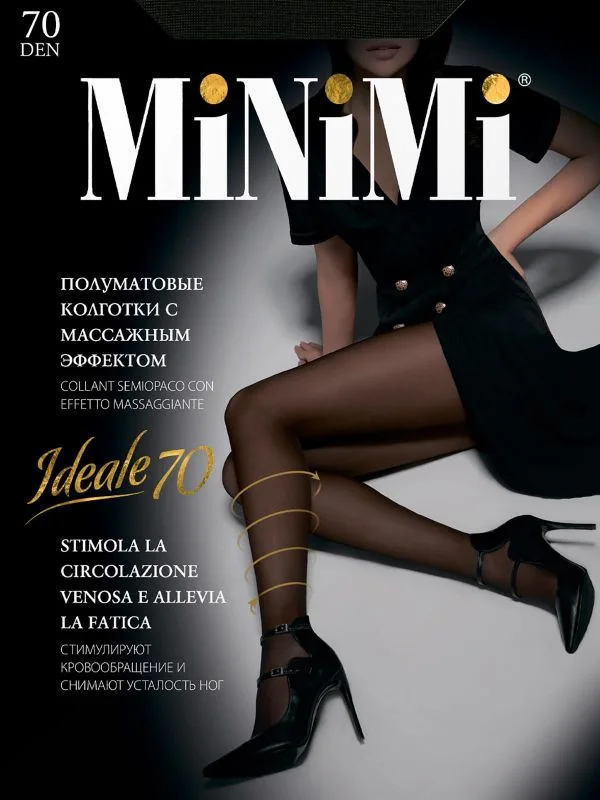 70
DEN
MiNiMi®
ПОЛУМАТОВЫЕ
КОЛГОТКИ С
МАССАЖНЫМ
ЭФФЕКТОМ
COLLANT SEMIOPACO CON
EFFETTO MASSAGGIANTE
Ideale 70
STIMOLA LA
CIRCOLAZIONE
VENOSA E ALLEVIA
LA FATICA
СТИМУЛИРУЮТ
КРОВООБРАЩЕНИЕ И
СНИМАЮТ УСТАЛОСТЬ НОГ